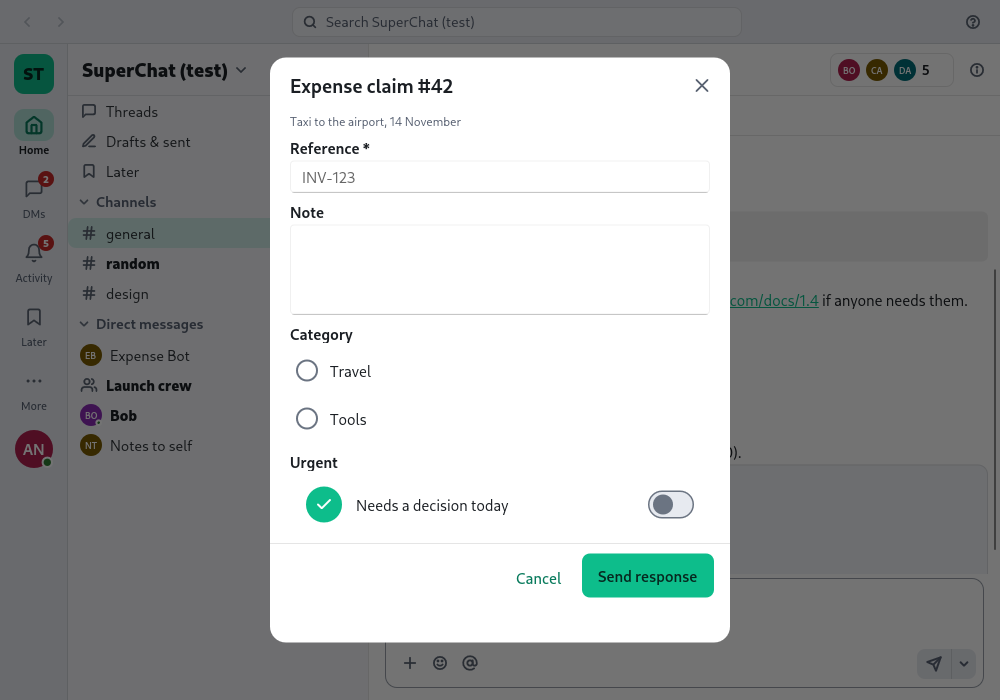 Search SuperChat (test)
ST
SuperChat (test)
BO CA DA 5
Threads
Drafts & sent
Later
Channels
general
random
design
Direct messages
EB Expense Bot
Launch crew
BO Bob
NT Notes to self
Home
2
DMs
5
Activity
Later
More
AN
com/docs/1.4 if anyone needs them.
).
Expense claim #42
Taxi to the airport, 14 November
Reference *
INV-123
Note
Category
Travel
Tools
Urgent
Needs a decision today
Cancel
Send response